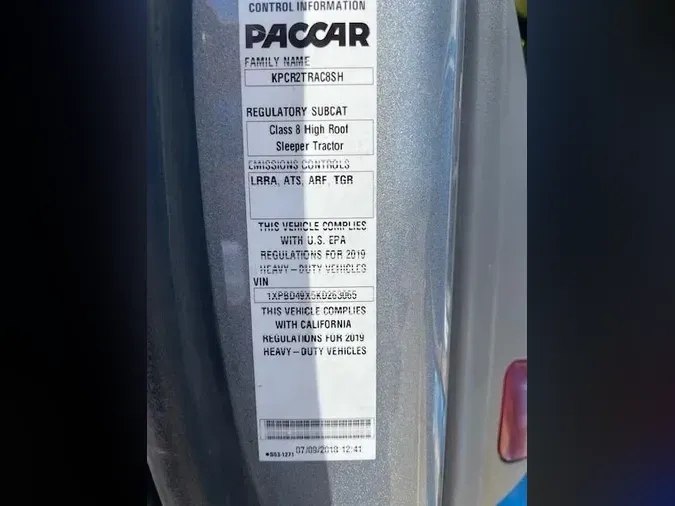 CONTROL INFORMATION
PACCAR
FAMILY NAME
KPCR2TRAC8SH
REGULATORY SUBCAT
Class 8 High Roof
Sleeper Tractor
EMISSIONS CONTROLS
LRRA, ATS, ARF, TGR
THIS VEHICLE COMPLIES
WITH U.S. EPA
REGULATIONS FOR 2019
HEAVY-DUTY VEHICLES
VIN
1XPBD49X5KD263065
THIS VEHICLE COMPLIES
WITH CALIFORNIA
REGULATIONS FOR 2019
HEAVY-DUTY VEHICLES
S53-1271 07/09/2018 12:41